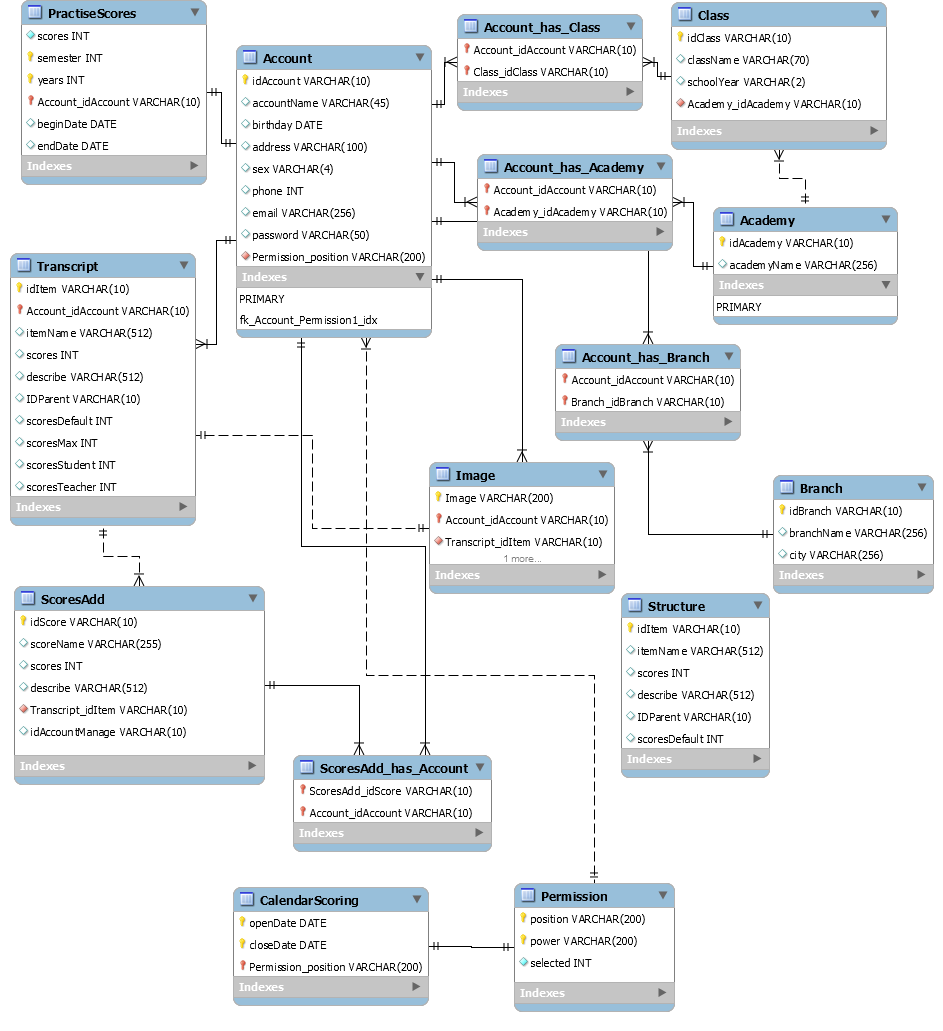 PractiseScores
scores INT
semester INT
years INT
Account_idAccount VARCHAR(10)
beginDate DATE
endDate DATE
Indexes
Account
idAccount VARCHAR(10)
accountName VARCHAR(45)
birthday DATE
address VARCHAR(100)
sex VARCHAR(4)
phone INT
email VARCHAR(256)
password VARCHAR(50)
Permission_position VARCHAR(200)
Indexes
PRIMARY
fk_Account_Permission1_idx
Account_has_Class
Account_idAccount VARCHAR(10)
Class_idClass VARCHAR(10)
Indexes
Class
idClass VARCHAR(10)
className VARCHAR(70)
schoolYear VARCHAR(2)
Academy_idAcademy VARCHAR(10)
Indexes
Account_has_Academy
Account_idAccount VARCHAR(10)
Academy_idAcademy VARCHAR(10)
Indexes
Academy
idAcademy VARCHAR(10)
academyName VARCHAR(256)
Indexes
PRIMARY
Transcript
idItem VARCHAR(10)
Account_idAccount VARCHAR(10)
itemName VARCHAR(512)
scores INT
describe VARCHAR(512)
IDParent VARCHAR(10)
scoresDefault INT
scoresMax INT
scoresStudent INT
scoresTeacher INT
Indexes
Account_has_Branch
Account_idAccount VARCHAR(10)
Branch_idBranch VARCHAR(10)
Indexes
Image
Image VARCHAR(200)
Account_idAccount VARCHAR(10)
Transcript_idItem VARCHAR(10)
1 more...
Indexes
Branch
idBranch VARCHAR(10)
branchName VARCHAR(256)
city VARCHAR(256)
Indexes
ScoresAdd
idScore VARCHAR(10)
scoreName VARCHAR(255)
scores INT
describe VARCHAR(512)
Transcript_idItem VARCHAR(10)
idAccountManage VARCHAR(10)
Indexes
Structure
idItem VARCHAR(10)
itemName VARCHAR(512)
scores INT
describe VARCHAR(512)
IDParent VARCHAR(10)
scoresDefault INT
Indexes
ScoresAdd_has_Account
ScoresAdd_idScore VARCHAR(10)
Account_idAccount VARCHAR(10)
Indexes
CalendarScoring
openDate DATE
closeDate DATE
Permission_position VARCHAR(200)
Indexes
Permission
position VARCHAR(200)
power VARCHAR(200)
selected INT
Indexes